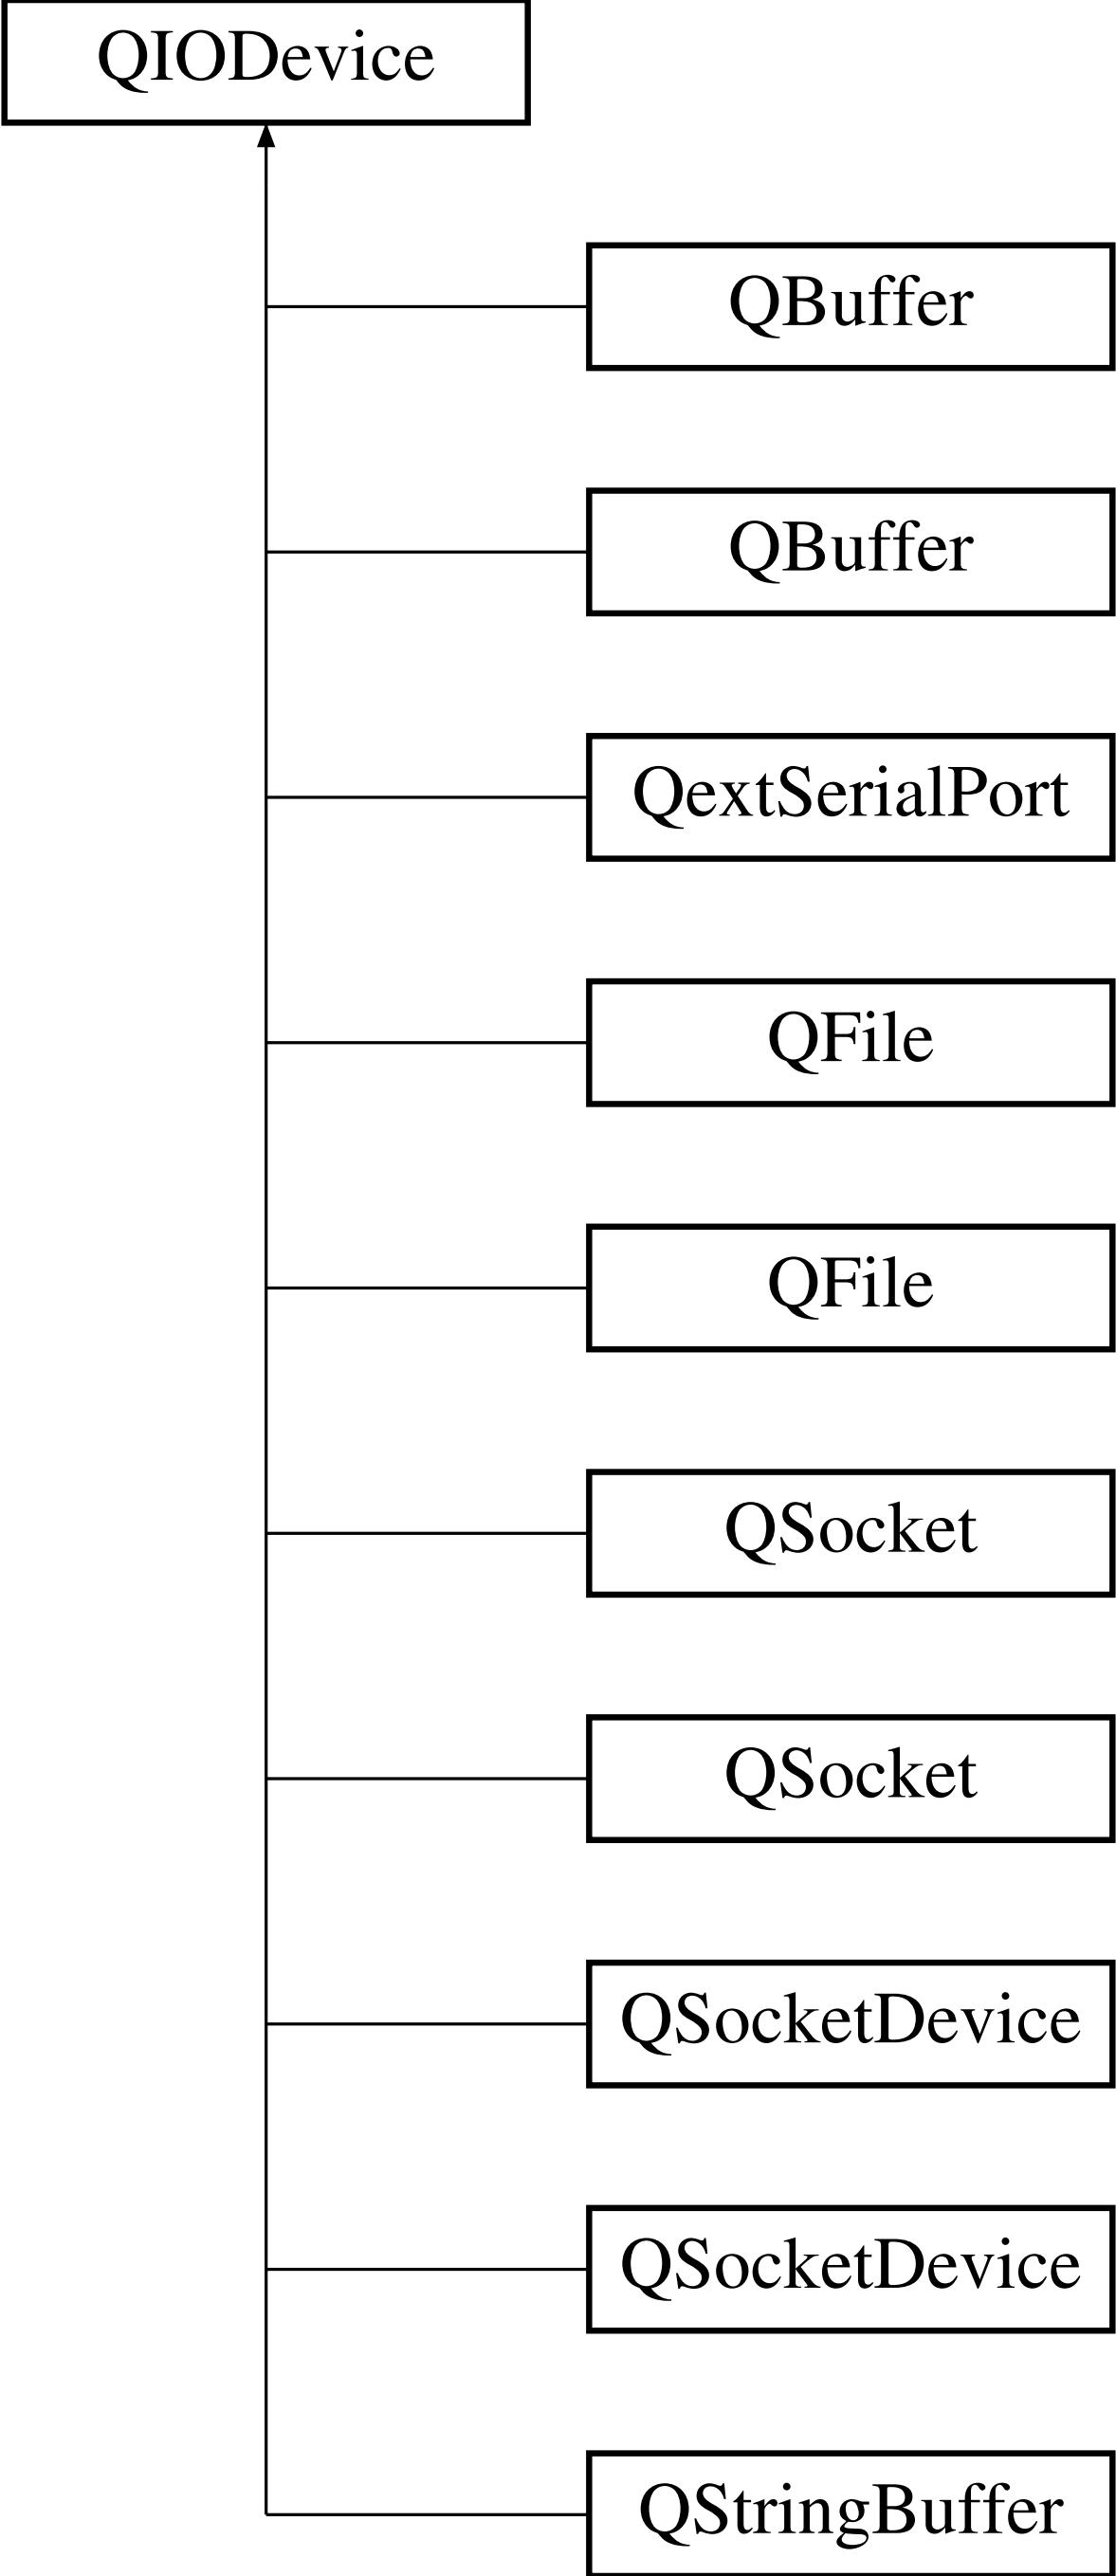 QIODevice
QBuffer
QBuffer
QextSerialPort
QFile
QFile
QSocket
QSocket
QSocketDevice
QSocketDevice
QStringBuffer